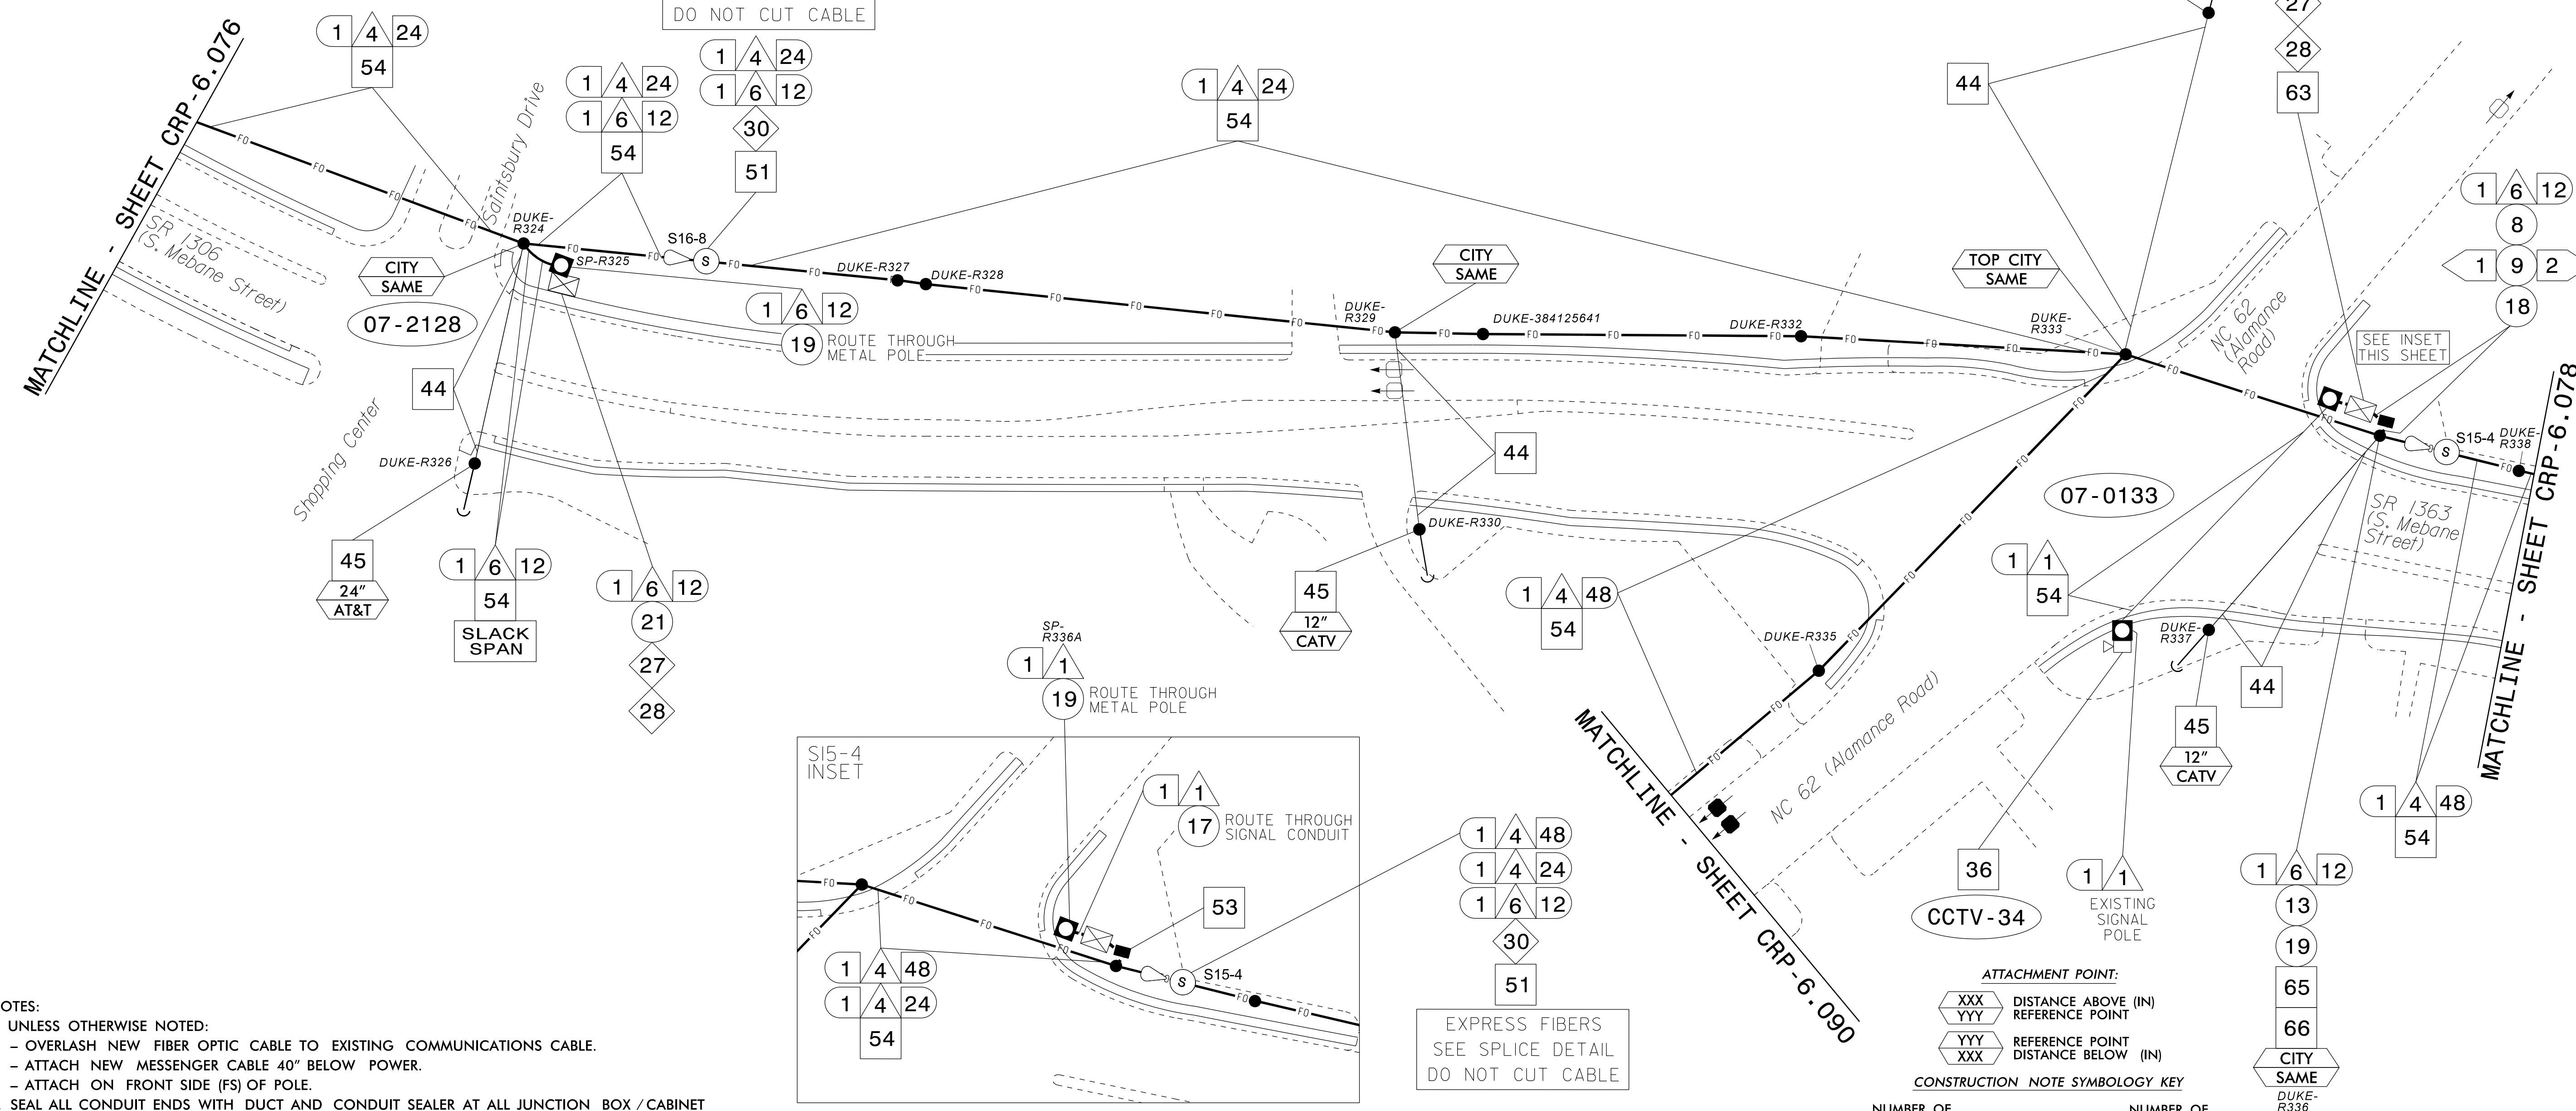 DO NOT CUT CABLE
MATCHLINE - SHEET CRP-6.076
1 4 24
54
Saintsbury Drive
1 4 24
1 6 12
54
1 4 24
1 6 12
30
51
1 4 24
54
44
27
28
63
1 6 12
8
1 9 2
18
SR 1306
(S. Mebane Street)
DUKE-
R324
CITY
SAME
07-2128
SP-R325
S16-8
DUKE-R327
DUKE-R328
1 6 12
19
ROUTE THROUGH
METAL POLE
CITY
SAME
DUKE-
R329
DUKE-384125641
DUKE-R332
TOP CITY
SAME
DUKE-
R333
NC 62
(Alamance
Road)
SEE INSET
THIS SHEET
S15-4
DUKE-
R338
MATCHLINE - SHEET CRP-6.078
44
Shopping Center
DUKE-R326
45
24"
AT&T
1 6 12
54
SLACK
SPAN
1 6 12
21
27
28
44
DUKE-R330
45
12"
CATV
1 4 48
54
DUKE-R335
07-0133
SR 1363
(S. Mebane
Street)
1 1
54
DUKE-
R337
44
45
12"
CATV
1 4 48
54
NC 62 (Alamance Road)
MATCHLINE - SHEET CRP-6.090
36
CCTV-34
1 1
EXISTING
SIGNAL
POLE
1 6 12
13
19
65
66
CITY
SAME
DUKE-
R336
SP-
R336A
1 1
19
ROUTE THROUGH
METAL POLE
S15-4
INSET
1 1
17
ROUTE THROUGH
SIGNAL CONDUIT
53
S15-4
1 4 48
1 4 24
54
1 4 48
1 4 24
1 6 12
30
51
EXPRESS FIBERS
SEE SPLICE DETAIL
DO NOT CUT CABLE
ATTACHMENT POINT:
XXX
YYY
DISTANCE ABOVE (IN)
REFERENCE POINT
YYY
XXX
REFERENCE POINT
DISTANCE BELOW (IN)
CONSTRUCTION NOTE SYMBOLOGY KEY
NUMBER OF
NUMBER OF
OTES:
UNLESS OTHERWISE NOTED:
– OVERLASH NEW FIBER OPTIC CABLE TO EXISTING COMMUNICATIONS CABLE.
– ATTACH NEW MESSENGER CABLE 40" BELOW POWER.
– ATTACH ON FRONT SIDE (FS) OF POLE.
SEAL ALL CONDUIT ENDS WITH DUCT AND CONDUIT SEALER AT ALL JUNCTION BOX / CABINET